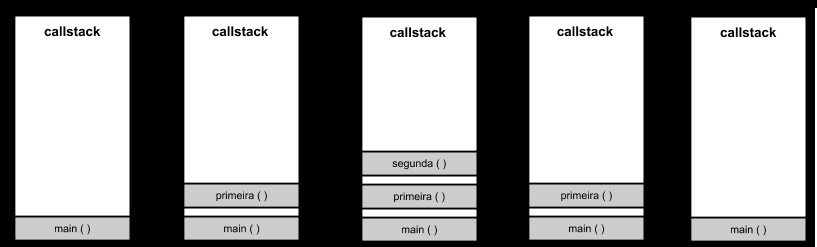 callstack
main ( )
callstack
primeira ( )
main ( )
callstack
segunda ( )
primeira ( )
main ( )
callstack
primeira ( )
main ( )
callstack
main ( )